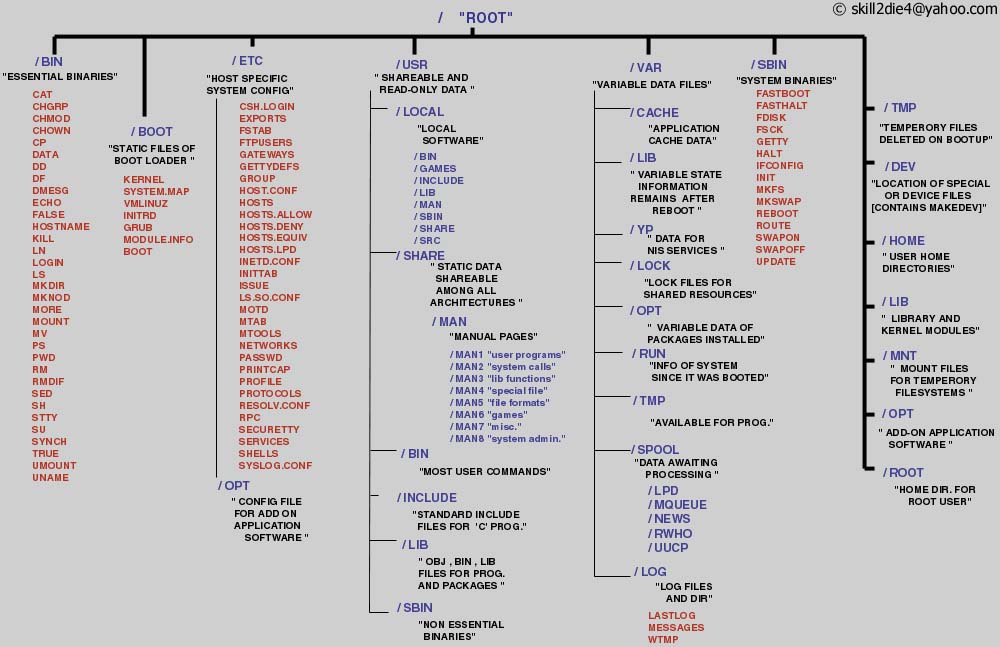 © skill2die4@yahoo.com
/ "ROOT"
/ BIN
"ESSENTIAL BINARIES"
CAT
CHGRP
CHMOD
CHOWN
CP
DATA
DD
DF
DMESG
ECHO
FALSE
HOSTNAME
KILL
LN
LOGIN
LS
MKDIR
MKNOD
MORE
MOUNT
MV
PS
PWD
RM
RMDIF
SED
SH
STTY
SU
SYNCH
TRUE
UMOUNT
UNAME
/ BOOT
"STATIC FILES OF
BOOT LOADER "
KERNEL
SYSTEM.MAP
VMLINUZ
INITRD
GRUB
MODULE.INFO
BOOT
/ ETC
"HOST SPECIFIC
SYSTEM CONFIG"
CSH.LOGIN
EXPORTS
FSTAB
FTPUSERS
GATEWAYS
GETTYDEFS
GROUP
HOST.CONF
HOSTS
HOSTS.ALLOW
HOSTS.DENY
HOSTS.EQUIV
HOSTS.LPD
INETD.CONF
INITTAB
ISSUE
LS.SO.CONF
MOTD
MTAB
MTOOLS
NETWORKS
PASSWD
PRINTCAP
PROFILE
PROTOCOLS
RESOLV.CONF
RPC
SECURETTY
SERVICES
SHELLS
SYSLOG.CONF
/ OPT
" CONFIG FILE
FOR ADD ON
APPLICATION
SOFTWARE "
/ USR
" SHAREABLE AND
READ-ONLY DATA "
/ LOCAL
"LOCAL
SOFTWARE"
/ BIN
/ GAMES
/ INCLUDE
/ LIB
/ MAN
/ SBIN
/ SHARE
/ SRC
/ SHARE
" STATIC DATA
SHAREABLE
AMONG ALL
ARCHITECTURES "
/ MAN
"MANUAL PAGES"
/ MAN1 "user programs"
/ MAN2 "system calls"
/ MAN3 "lib functions"
/ MAN4 "special file"
/ MAN5 "file formats"
/ MAN6 "games"
/ MAN7 "misc."
/ MAN8 "system admin."
/ BIN
"MOST USER COMMANDS"
/ INCLUDE
"STANDARD INCLUDE
FILES FOR 'C' PROG."
/ LIB
" OBJ , BIN , LIB
FILES FOR PROG.
AND PACKAGES "
/ SBIN
"NON ESSENTIAL
BINARIES"
/ VAR
"VARIABLE DATA FILES"
/ CACHE
"APPLICATION
CACHE DATA"
/ LIB
" VARIABLE STATE
INFORMATION
REMAINS AFTER
REBOOT "
/ YP
" DATA FOR
NIS SERVICES "
/ LOCK
"LOCK FILES FOR
SHARED RESOURCES"
/ OPT
" VARIABLE DATA OF
PACKAGES INSTALLED"
/ RUN
"INFO OF SYSTEM
SINCE IT WAS BOOTED"
/ TMP
"AVAILABLE FOR PROG."
/ SPOOL
"DATA AWAITING
PROCESSING "
/ LPD
/ MQUEUE
/ NEWS
/ RWHO
/ UUCP
/ LOG
"LOG FILES
AND DIR"
LASTLOG
MESSAGES
WTMP
/ SBIN
"SYSTEM BINARIES"
FASTBOOT
FASTHALT
FDISK
FSCK
GETTY
HALT
IFCONFIG
INIT
MKFS
MKSWAP
REBOOT
ROUTE
SWAPON
SWAPOFF
UPDATE
/ TMP
"TEMPERORY FILES
DELETED ON BOOTUP"
/ DEV
"LOCATION OF SPECIAL
OR DEVICE FILES
[CONTAINS MAKEDEV]"
/ HOME
" USER HOME
DIRECTORIES"
/ LIB
" LIBRARY AND
KERNEL MODULES"
/ MNT
" MOUNT FILES
FOR TEMPERORY
FILESYSTEMS "
/ OPT
" ADD-ON APPLICATION
SOFTWARE "
/ ROOT
"HOME DIR. FOR
ROOT USER"